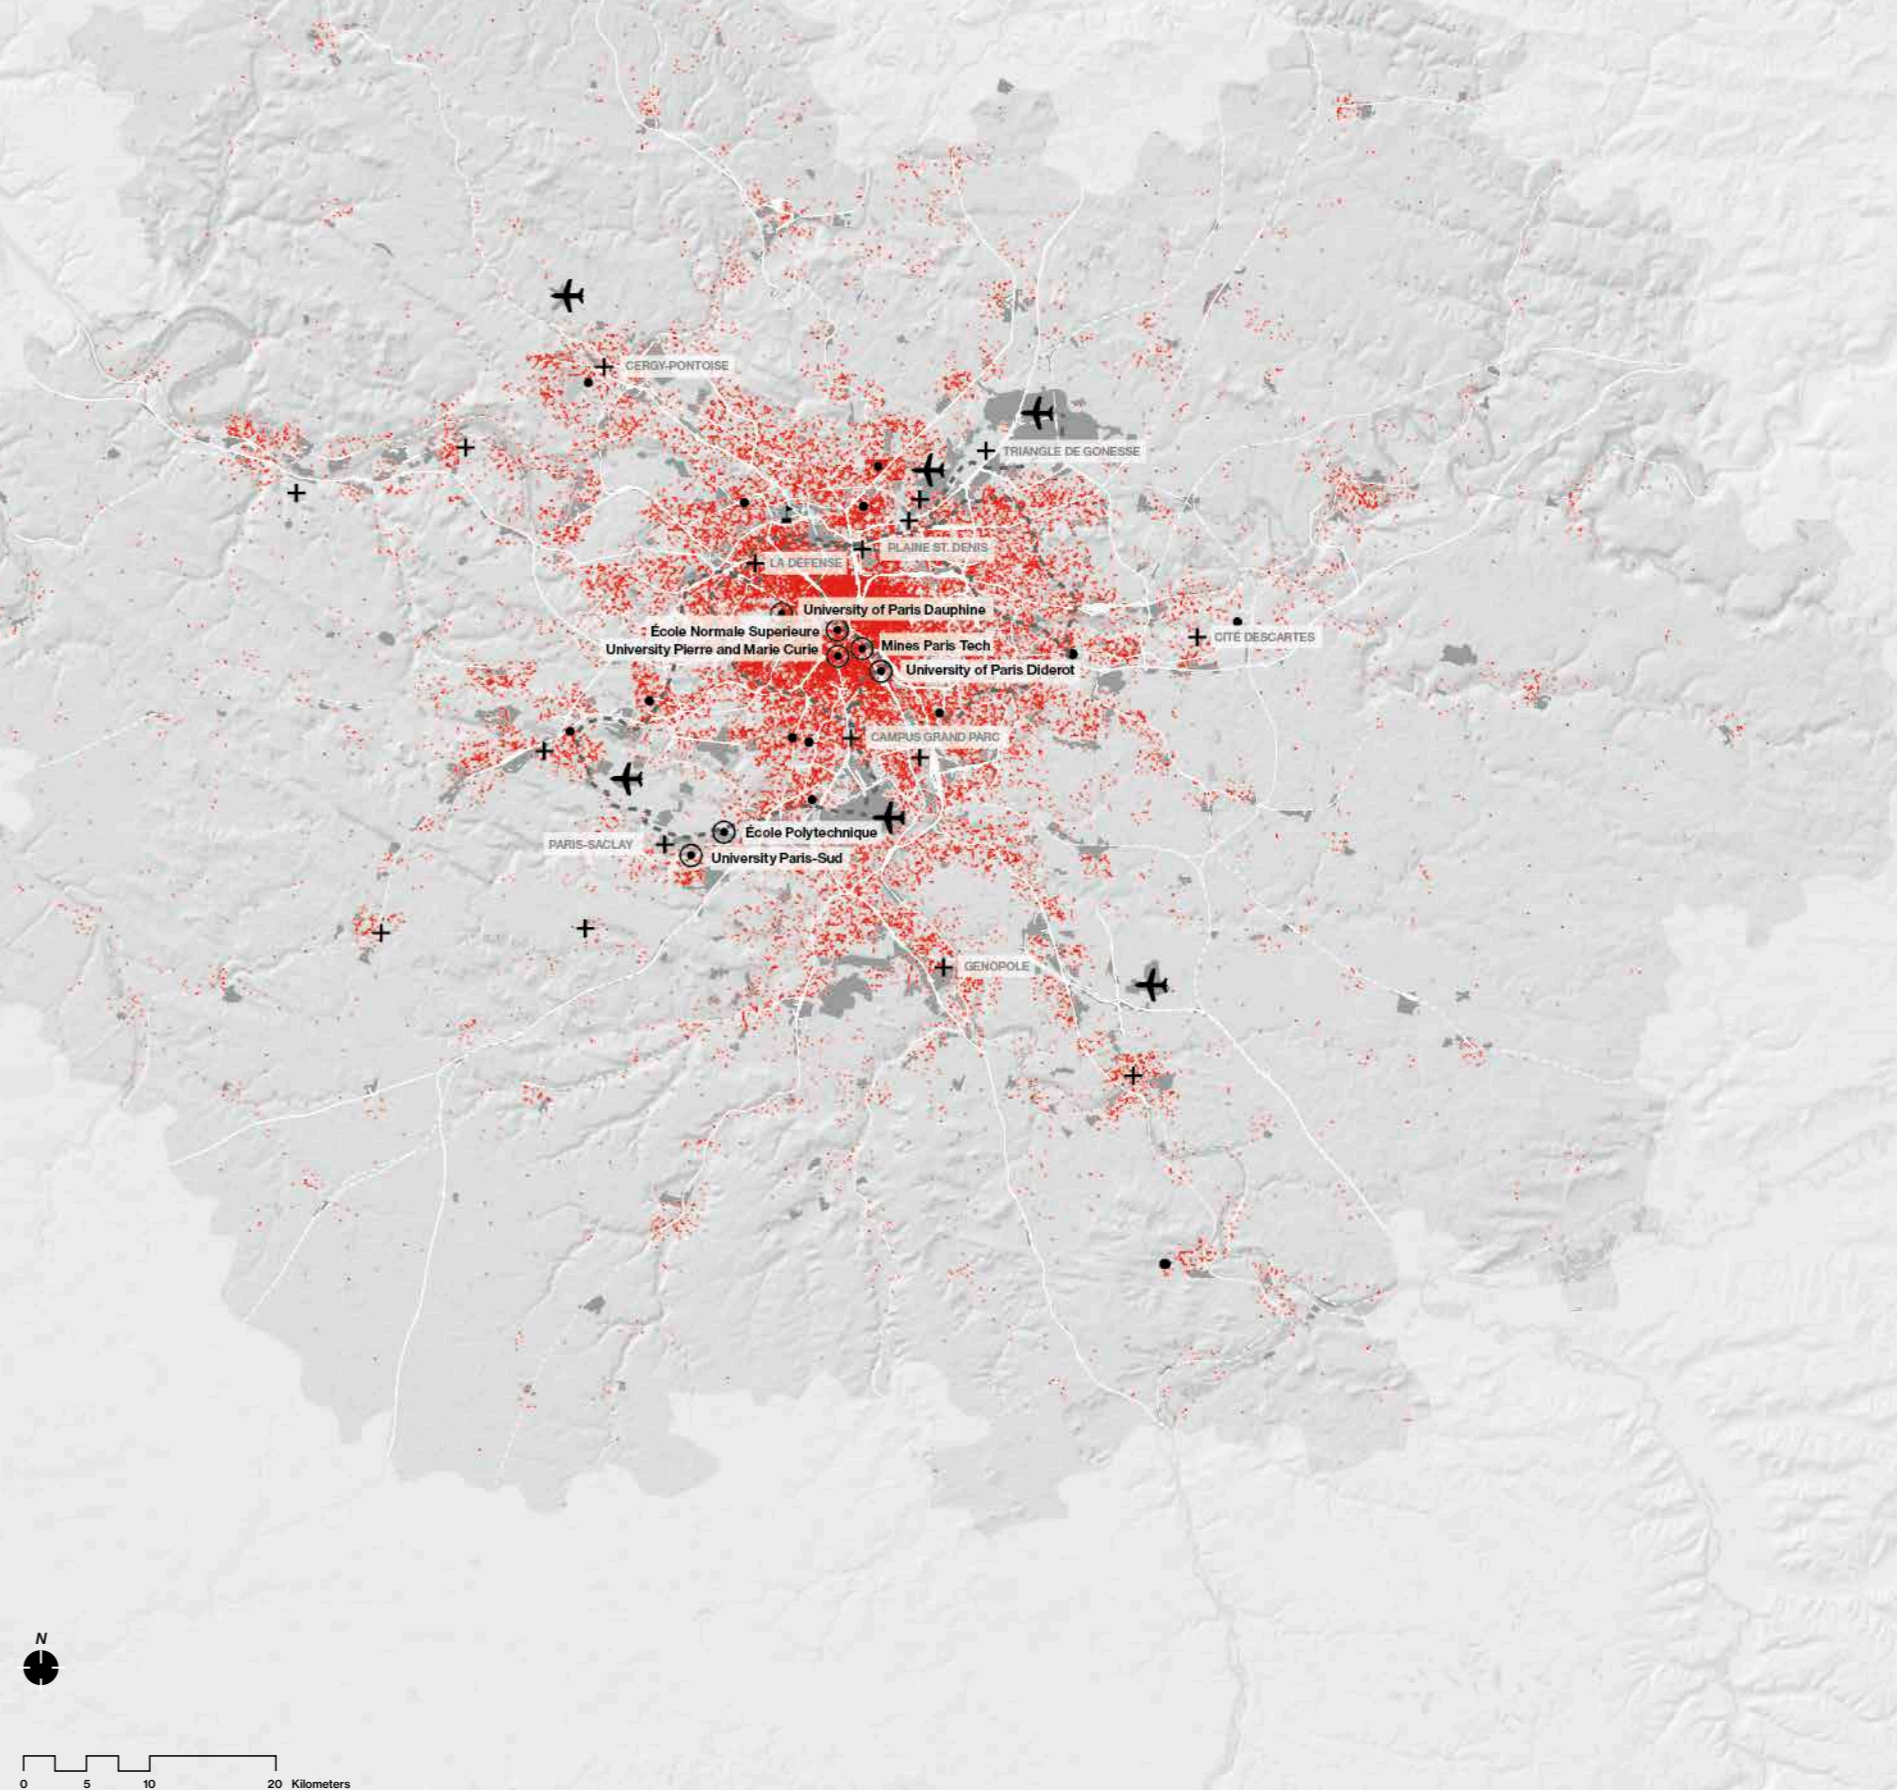 CERGY-PONTOISE
TRIANGLE DE GONESSE
PLAINE ST. DENIS
LA DÉFENSE
University of Paris Dauphine
École Normale Superieure
CITÉ DESCARTES
Mines Paris Tech
University Pierre and Marie Curie
University of Paris Diderot
CAMPUS GRAND PARC
École Polytechnique
PARIS-SACLAY
University Paris-Sud
GENOPOLE
N
0 5 10 20 Kilometers